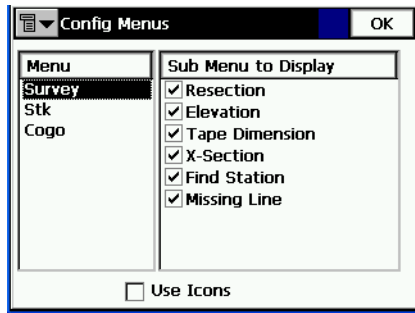 Config Menus OK
Menu
Survey
Stk
Cogo
Sub Menu to Display
Resection
Elevation
Tape Dimension
X-Section
Find Station
Missing Line
Use Icons